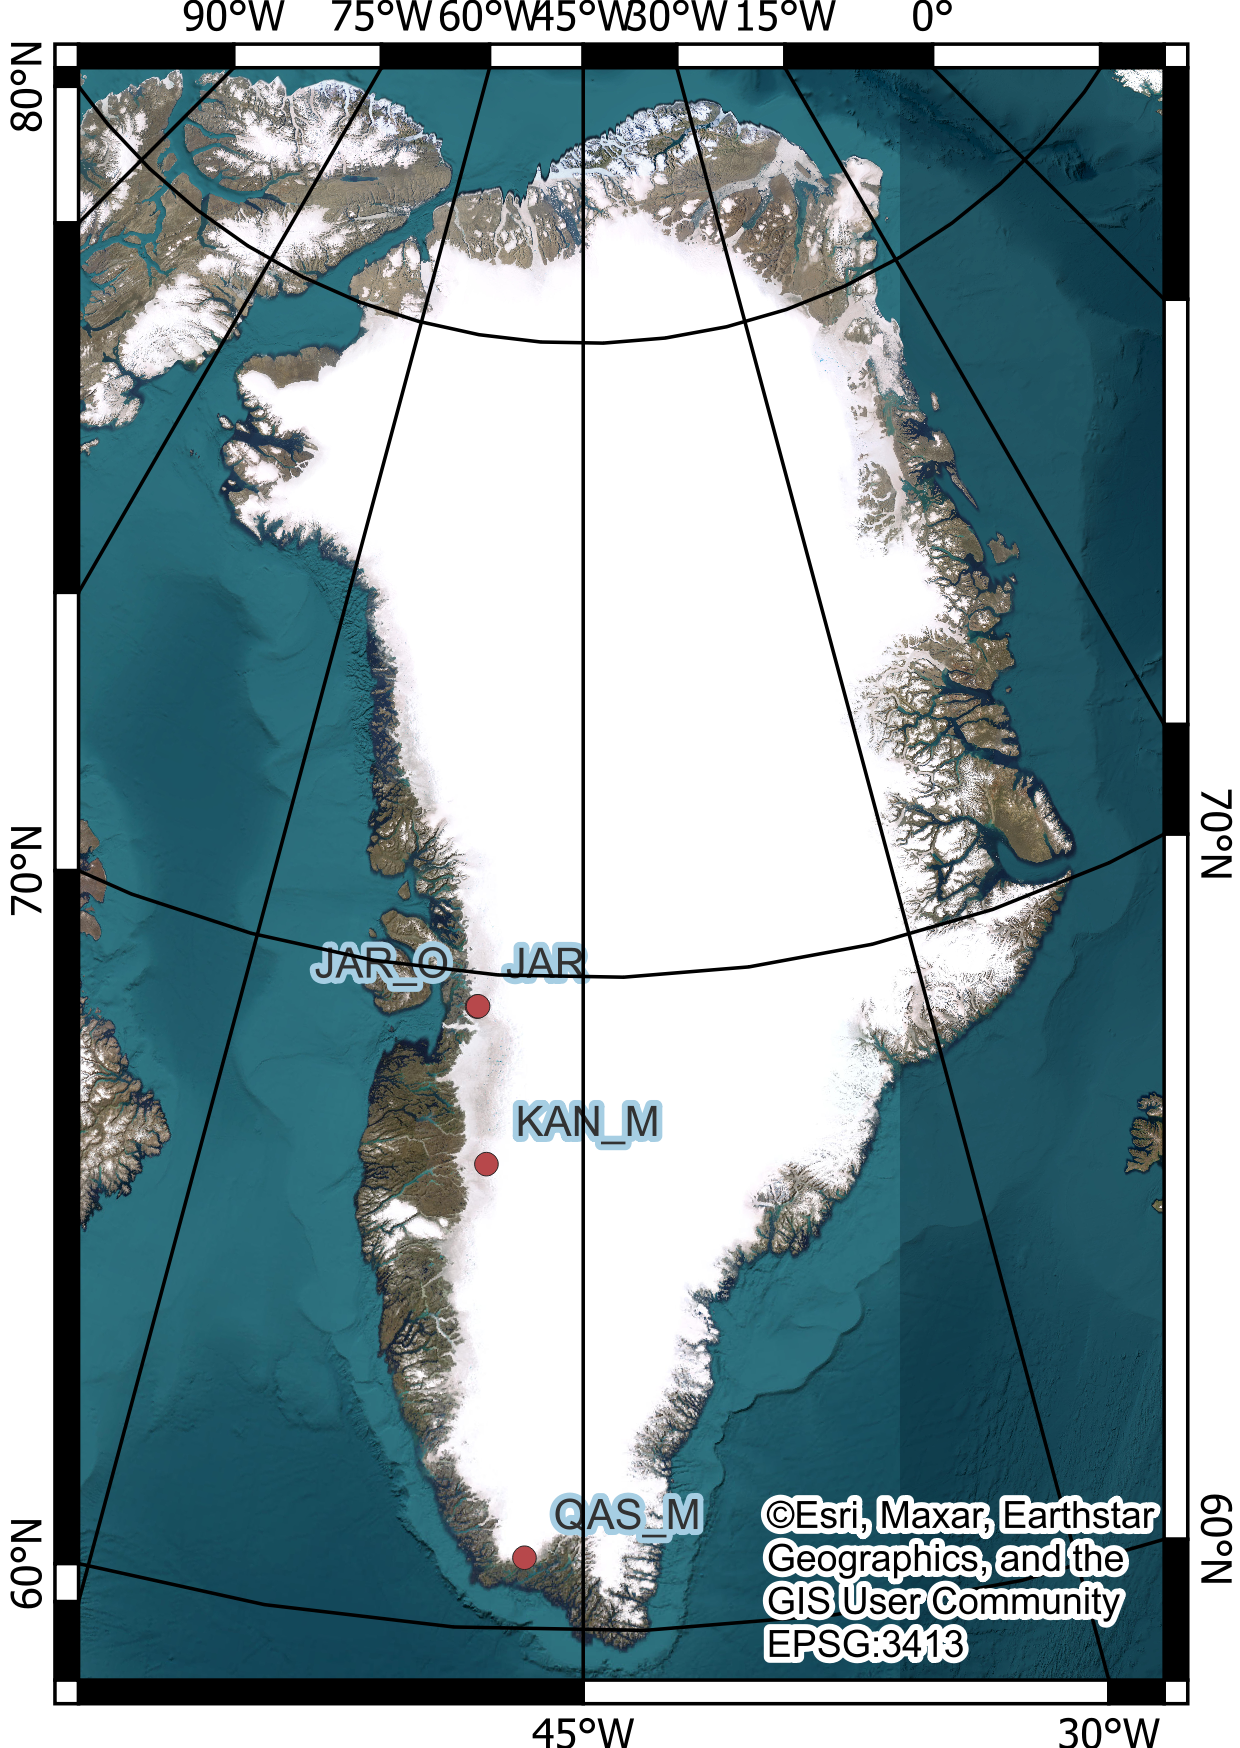 90°W 75°W 60°W 45°W 30°W 15°W 0°
80°N
70°N
70°N
JAR_O JAR
KAN_M
QAS_M
©Esri, Maxar, Earthstar
Geographics, and the
GIS User Community
EPSG:3413
60°N
60°N
45°W 30°W